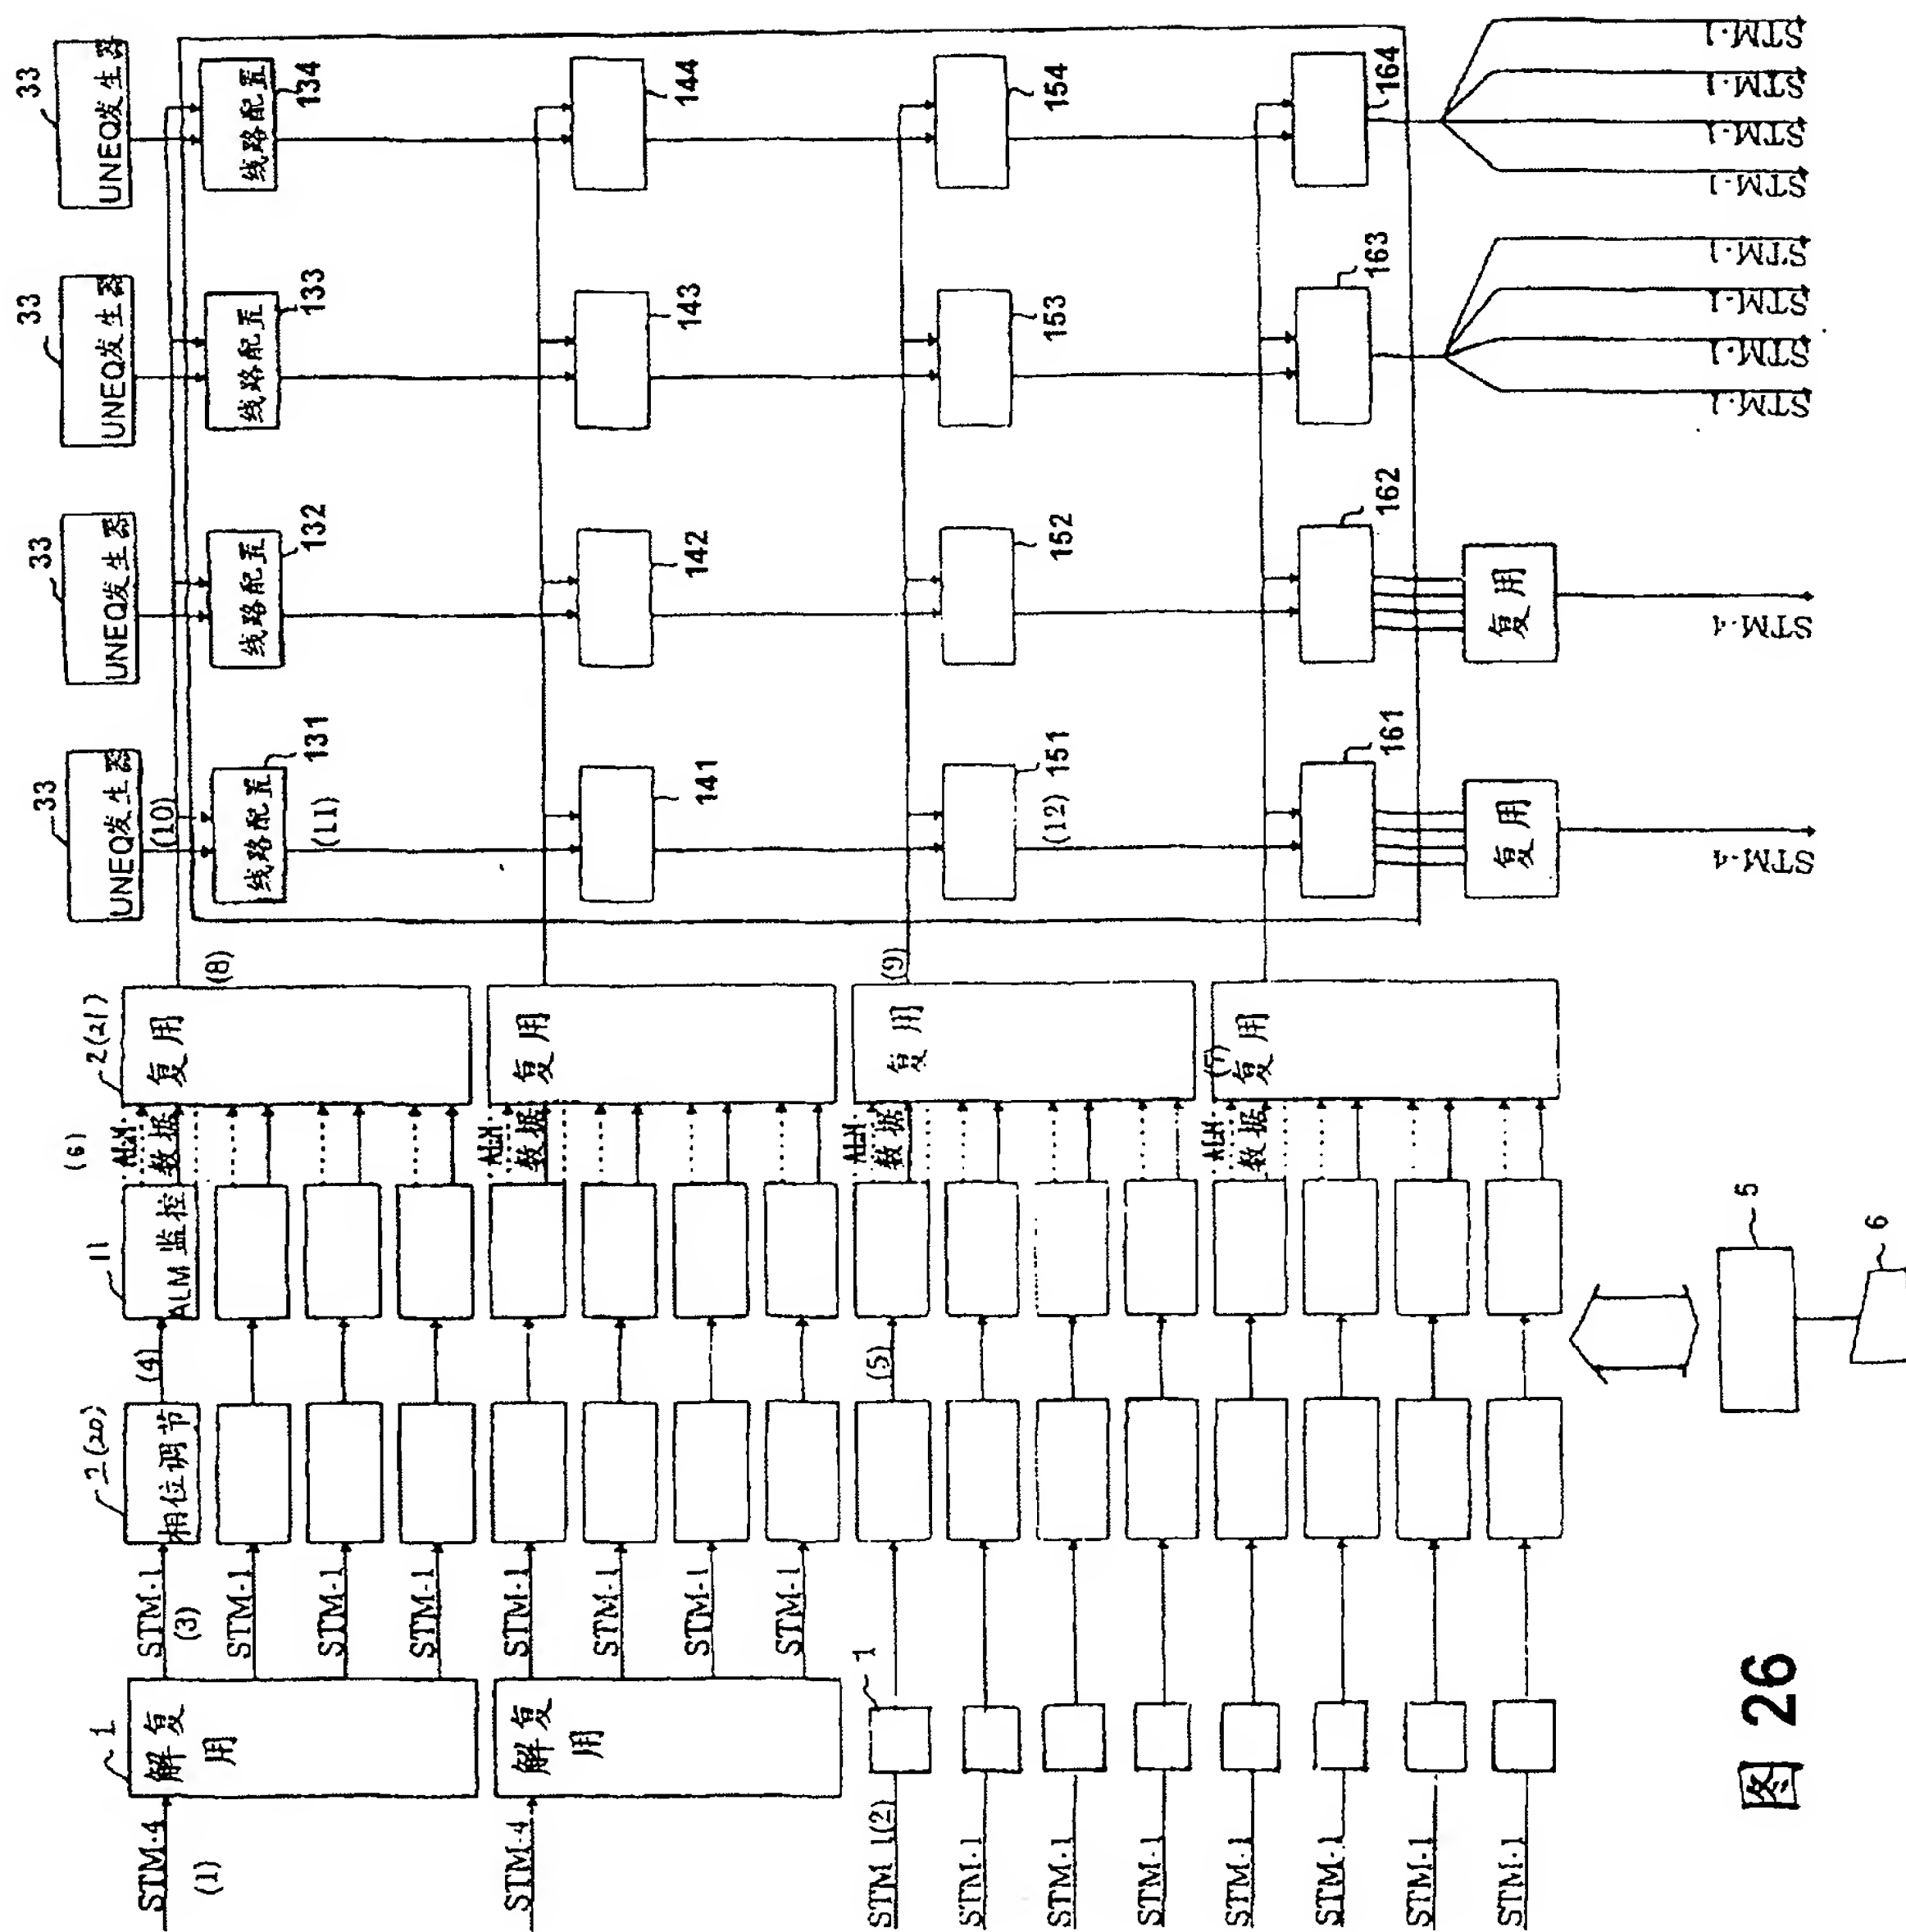 33
UNEQ发生器
33
UNEQ发生器
33
UNEQ发生器
33
UNEQ发生器
(10)
线路配置
131
(11)
线路配置
132
线路配置
133
线路配置
134
141
142
143
144
151
(12)
152
153
154
161
162
163
164
复用
复用
STM-4
STM-4
STM-1
STM-1
STM-1
STM-1
STM-1
STM-1
STM-1
STM-1
STM-4
(1)
1
解复用
STM-1
(3)
STM-1
STM-1
STM-1
2(20)
相位调节
(4)
11
ALM监控
(6)
ALM
数据
2(21)
复用
(8)
STM-4
解复用
STM-1
STM-1
STM-1
STM-1
ALM
数据
复用
STM-1(2)
1
(5)
ALM
数据
复用
(9)
STM-1
STM-1
STM-1
STM-1
ALM
数据
复用
STM-1
STM-1
STM-1
5
6
图 26